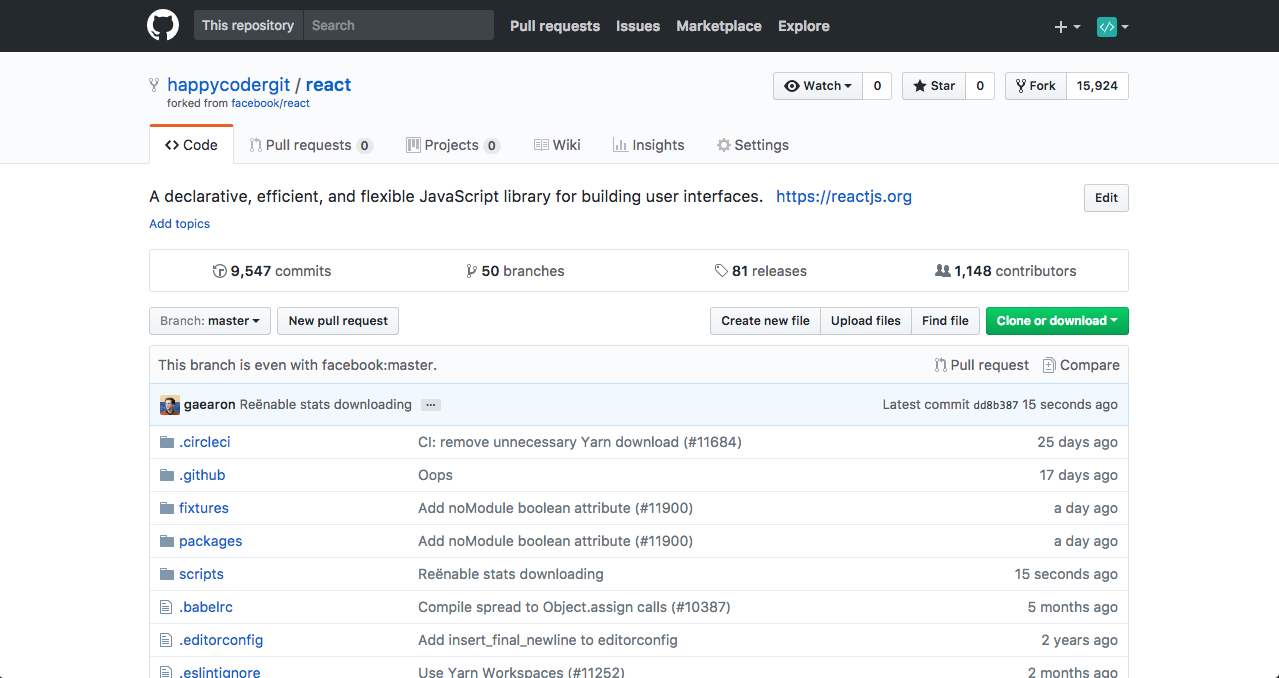 This repository Search Pull requests Issues Marketplace Explore
happycodergit / react Watch 0 Star 0 Fork 15,924
forked from facebook/react
Code Pull requests 0 Projects 0 Wiki Insights Settings
A declarative, efficient, and flexible JavaScript library for building user interfaces. https://reactjs.org Edit
Add topics
9,547 commits 50 branches 81 releases 1,148 contributors
Branch: master New pull request Create new file Upload files Find file Clone or download
This branch is even with facebook:master. Pull request Compare
gaearon Reënable stats downloading … Latest commit dd8b387 15 seconds ago
.circleci CI: remove unnecessary Yarn download (#11684) 25 days ago
.github Oops 17 days ago
fixtures Add noModule boolean attribute (#11900) a day ago
packages Add noModule boolean attribute (#11900) a day ago
scripts Reënable stats downloading 15 seconds ago
.babelrc Compile spread to Object.assign calls (#10387) 5 months ago
.editorconfig Add insert_final_newline to editorconfig 2 years ago
.eslintignore Use Yarn Workspaces (#11252) 2 months ago